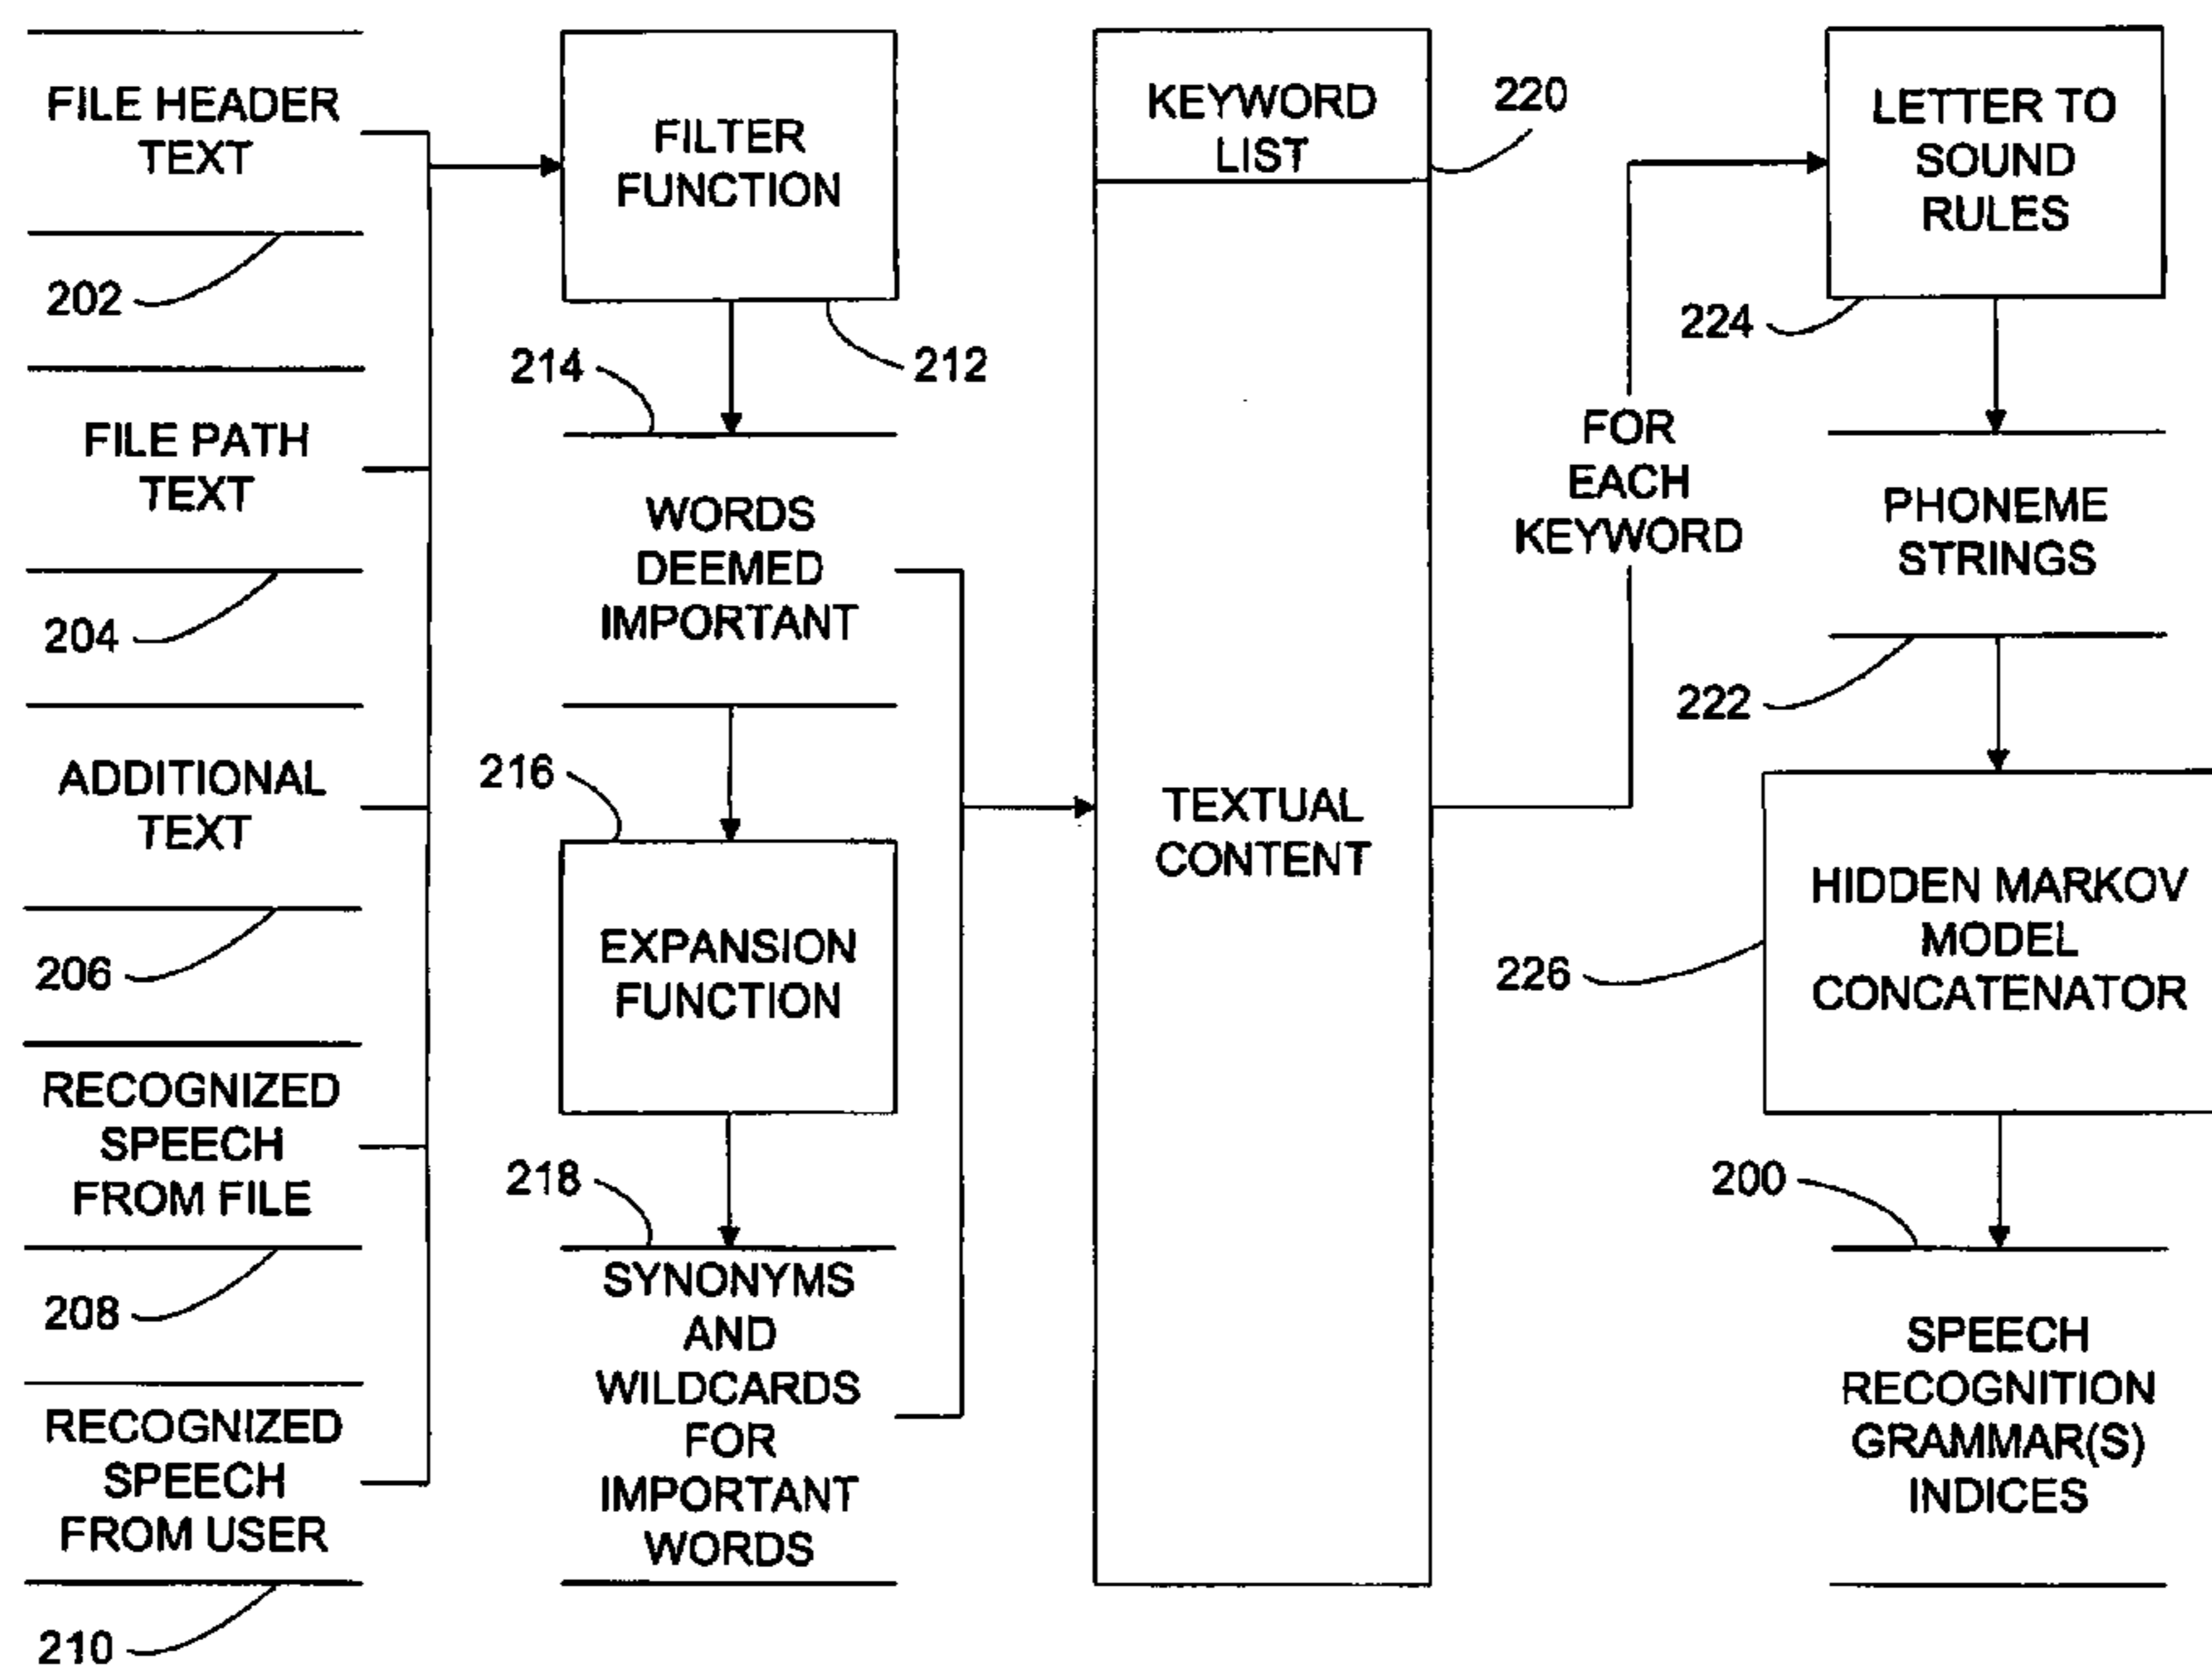 FILE HEADER
TEXT
202
FILE PATH
TEXT
204
ADDITIONAL
TEXT
206
RECOGNIZED
SPEECH
FROM FILE
208
RECOGNIZED
SPEECH
FROM USER
210
FILTER
FUNCTION
212
214
WORDS
DEEMED
IMPORTANT
216
EXPANSION
FUNCTION
218
SYNONYMS
AND
WILDCARDS
FOR
IMPORTANT
WORDS
KEYWORD
LIST
220
TEXTUAL
CONTENT
FOR
EACH
KEYWORD
LETTER TO
SOUND
RULES
224
PHONEME
STRINGS
222
HIDDEN MARKOV
MODEL
CONCATENATOR
226
200
SPEECH
RECOGNITION
GRAMMAR(S)
INDICES